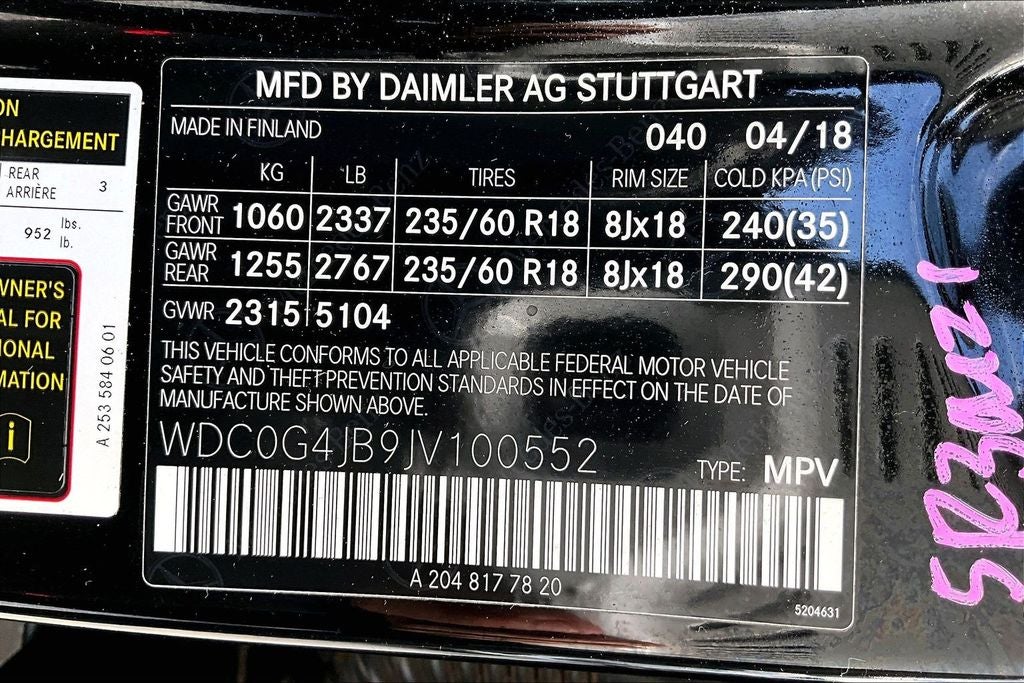 ON
HARGEMENT
REAR
ARRIÈRE 3
952 lbs.
lb.
WNER'S
AL FOR
IONAL
MATION
i
A 253 584 06 01
MFD BY DAIMLER AG STUTTGART
MADE IN FINLAND 040 04/18
KG LB TIRES RIM SIZE COLD KPA (PSI)
GAWR FRONT 1060 2337 235/60 R18 8Jx18 240(35)
GAWR REAR 1255 2767 235/60 R18 8Jx18 290(42)
GVWR 2315 5104
THIS VEHICLE CONFORMS TO ALL APPLICABLE FEDERAL MOTOR VEHICLE
SAFETY AND THEFT PREVENTION STANDARDS IN EFFECT ON THE DATE OF
MANUFACTURE SHOWN ABOVE.
WDC0G4JB9JV100552
TYPE: MPV
A 204 817 78 20
5204631